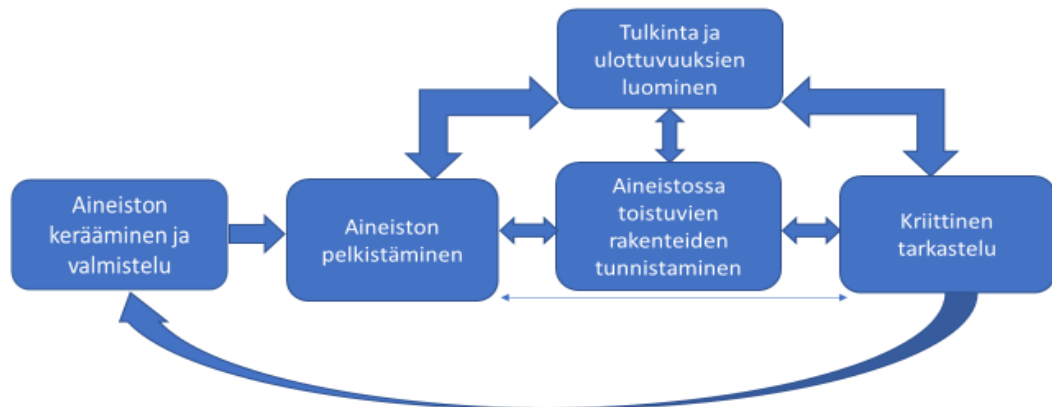 Tulkinta ja
ulottuvuuksien
luominen
Aineiston
kerääminen ja
valmistelu
Aineiston
pelkistäminen
Aineistossa
toistuvien
rakenteiden
tunnistaminen
Kriittinen
tarkastelu